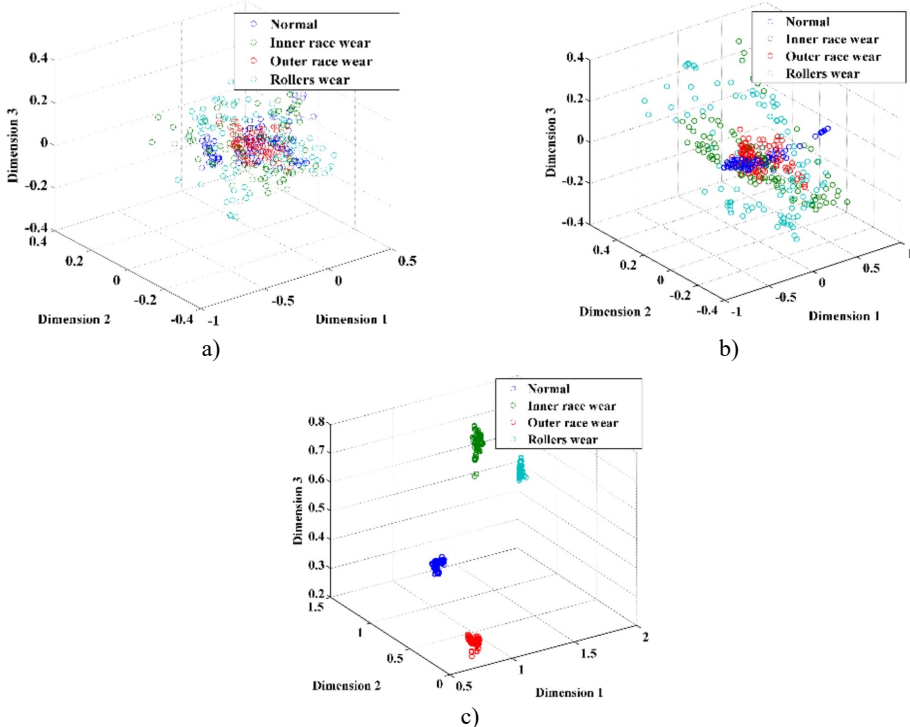 Normal
Inner race wear
Outer race wear
Rollers wear
0.4
0.2
0
-0.2
-0.4
Dimension 3
0.4
0.2
0
-0.2
-0.4
Dimension 2
-1
-0.5
0
0.5
Dimension 1
a)
Normal
Inner race wear
Outer race wear
Rollers wear
0.4
0.2
0
-0.2
-0.4
Dimension 3
0.4
0.2
0
-0.2
-0.4
Dimension 2
-1
-0.5
0
0.5
Dimension 1
b)
Normal
Inner race wear
Outer race wear
Rollers wear
0.8
0.7
0.6
0.5
0.4
0.3
0.2
Dimension 3
1.5
1
0.5
0
Dimension 2
0.5
1
1.5
2
Dimension 1
c)